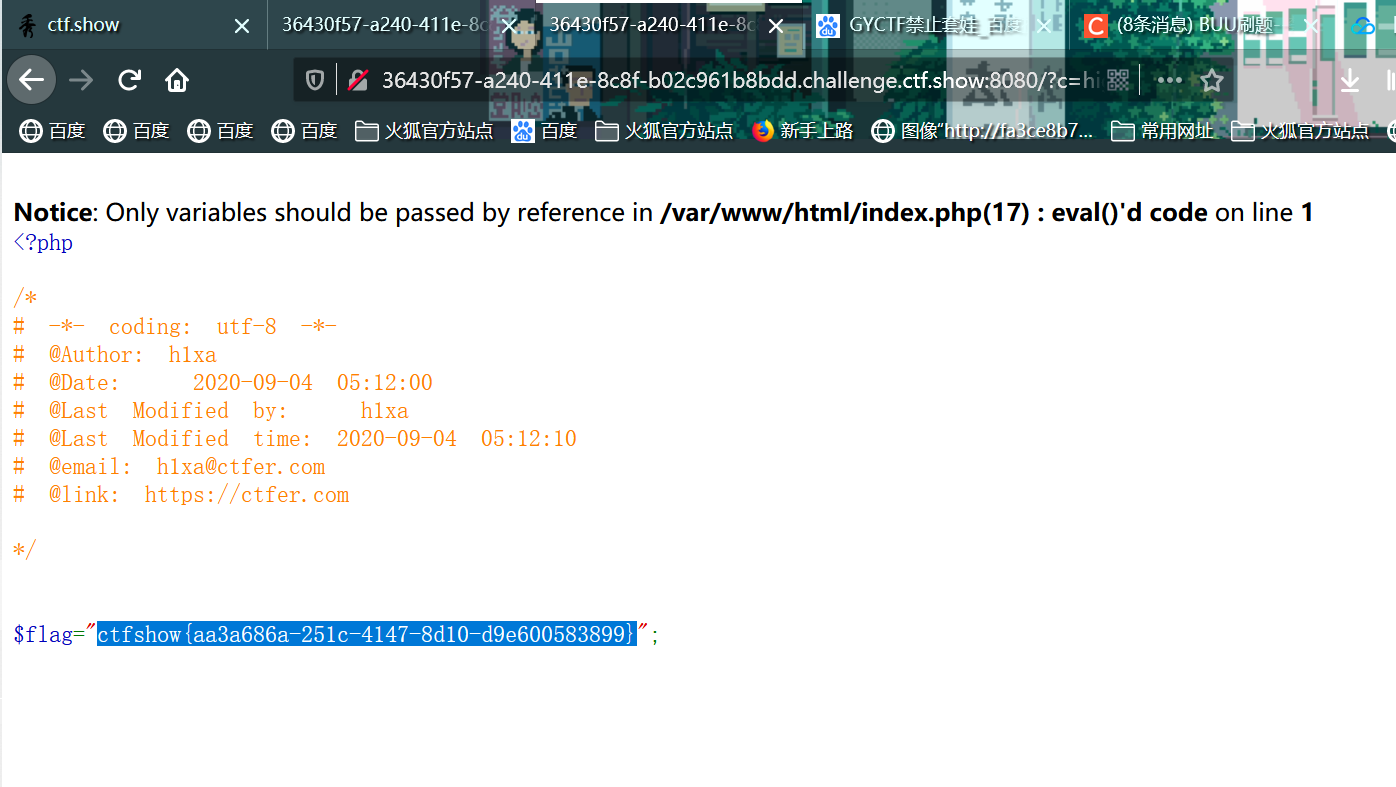 ctf.show
36430f57-a240-411e-8c
36430f57-a240-411e-8c
GYCTF禁止套娃_百度
(8条消息) BUU刷题-
36430f57-a240-411e-8c8f-b02c961b8bdd.challenge.ctf.show:8080/?c=hi
百度 百度 百度 百度 火狐官方站点 百度 火狐官方站点 新手上路 图像“http://fa3ce8b7... 常用网址 火狐官方站点
Notice: Only variables should be passed by reference in /var/www/html/index.php(17) : eval()'d code on line 1
<?php
/*
# -*- coding: utf-8 -*-
# @Author: h1xa
# @Date: 2020-09-04 05:12:00
# @Last Modified by: h1xa
# @Last Modified time: 2020-09-04 05:12:10
# @email: h1xa@ctfer.com
# @link: https://ctfer.com
*/
$flag="ctfshow{aa3a686a-251c-4147-8d10-d9e600583899}";